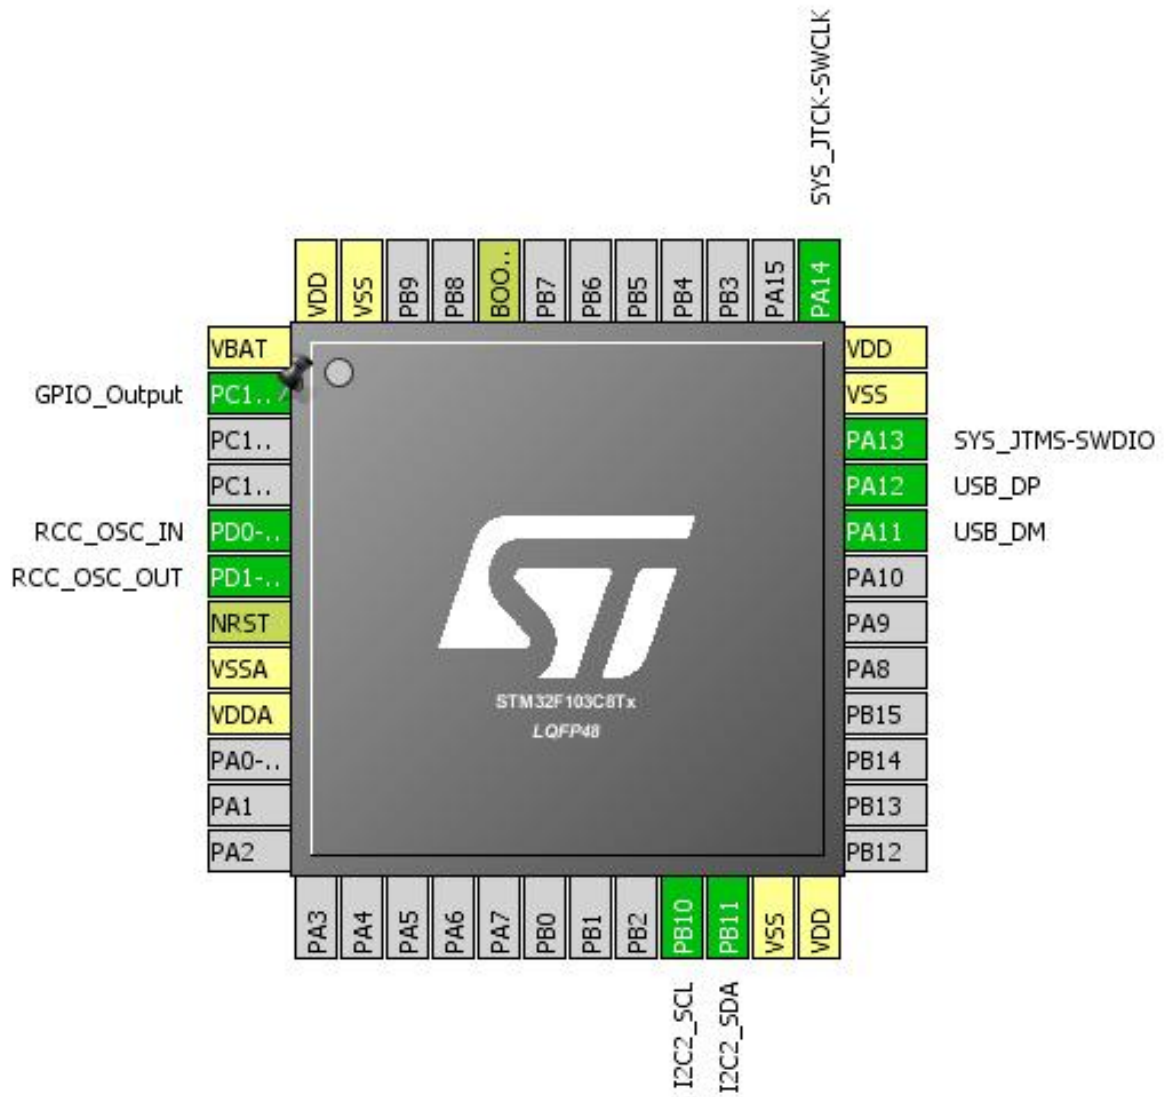 SYS_JTCK-SWCLK
VDD
VSS
PB9
PB8
BOO..
PB7
PB6
PB5
PB4
PB3
PA15
PA14
VBAT
GPIO_Output PC1..
PC1..
PC1..
RCC_OSC_IN PD0-..
RCC_OSC_OUT PD1-..
NRST
VSSA
VDDA
PA0-..
PA1
PA2
VDD
VSS
PA13 SYS_JTMS-SWDIO
PA12 USB_DP
PA11 USB_DM
PA10
PA9
PA8
PB15
PB14
PB13
PB12
ST
STM32F103C8Tx
LQFP48
PA3
PA4
PA5
PA6
PA7
PB0
PB1
PB2
PB10
PB11
VSS
VDD
I2C2_SCL
I2C2_SDA